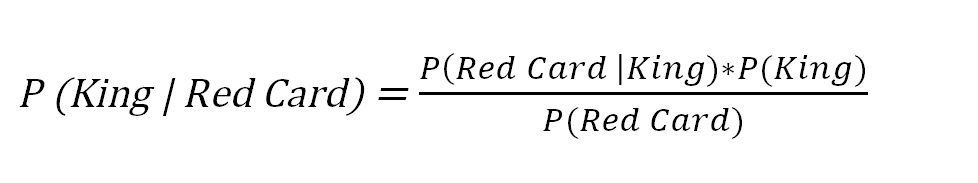 P (King | Red Card) = P(Red Card |King)*P(King)
P(Red Card)